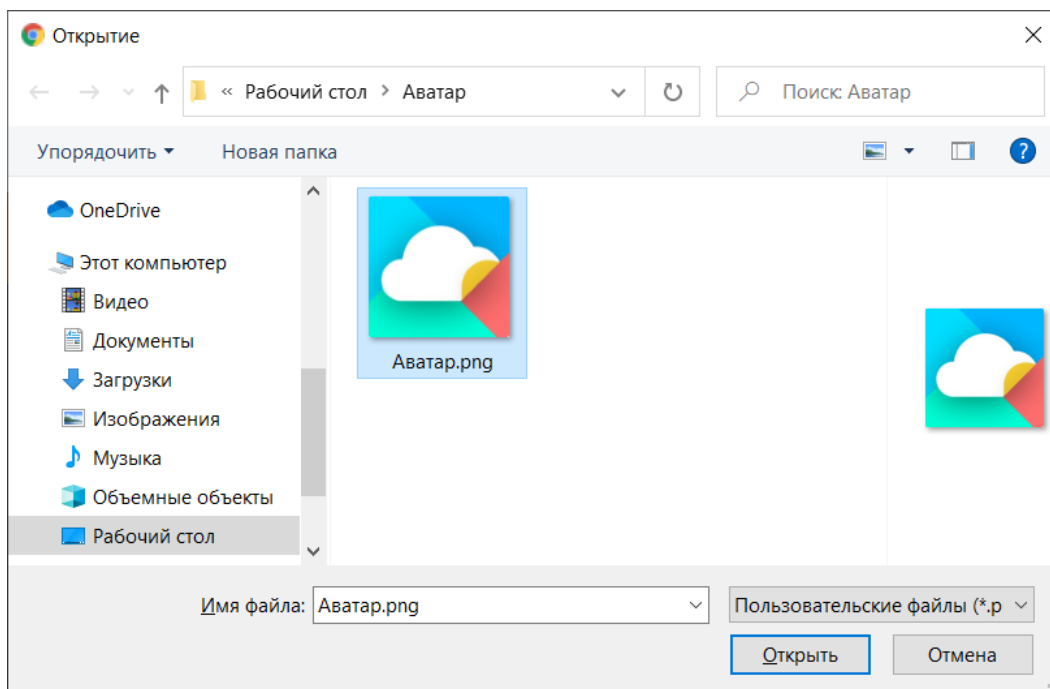 Открытие
« Рабочий стол > Аватар
Поиск: Аватар
Упорядочить
Новая папка
?
OneDrive
Этот компьютер
Видео
Документы
Загрузки
Изображения
Музыка
Объемные объекты
Рабочий стол
Аватар.png
Имя файла: Аватар.png
Пользовательские файлы (*.p
Открыть
Отмена